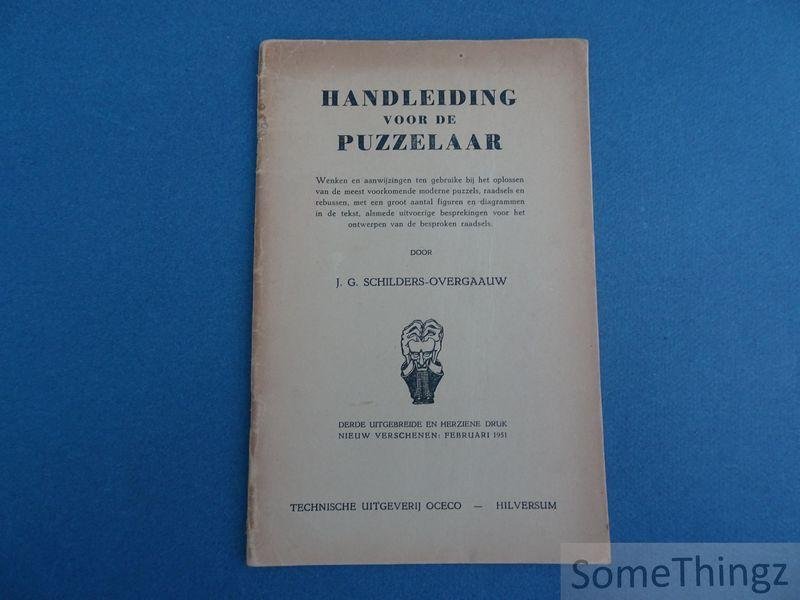 HANDLEIDING
VOOR DE
PUZZELAAR
Wenken en aanwijzingen ten gebruike bij het oplossen
van de meest voorkomende moderne puzzels, raadsels en
rebussen, met een groot aantal figuren en diagrammen
in de tekst, alsmede uitvoerige besprekingen voor het
ontwerpen van de besproken raadsels.
DOOR
J. G. SCHILDERS-OVERGAAUW
DERDE UITGEBREIDE EN HERZIENE DRUK
NIEUW VERSCHENEN: FEBRUARI 1951
TECHNISCHE UITGEVERIJ OCECO — HILVERSUM
SomeThingz